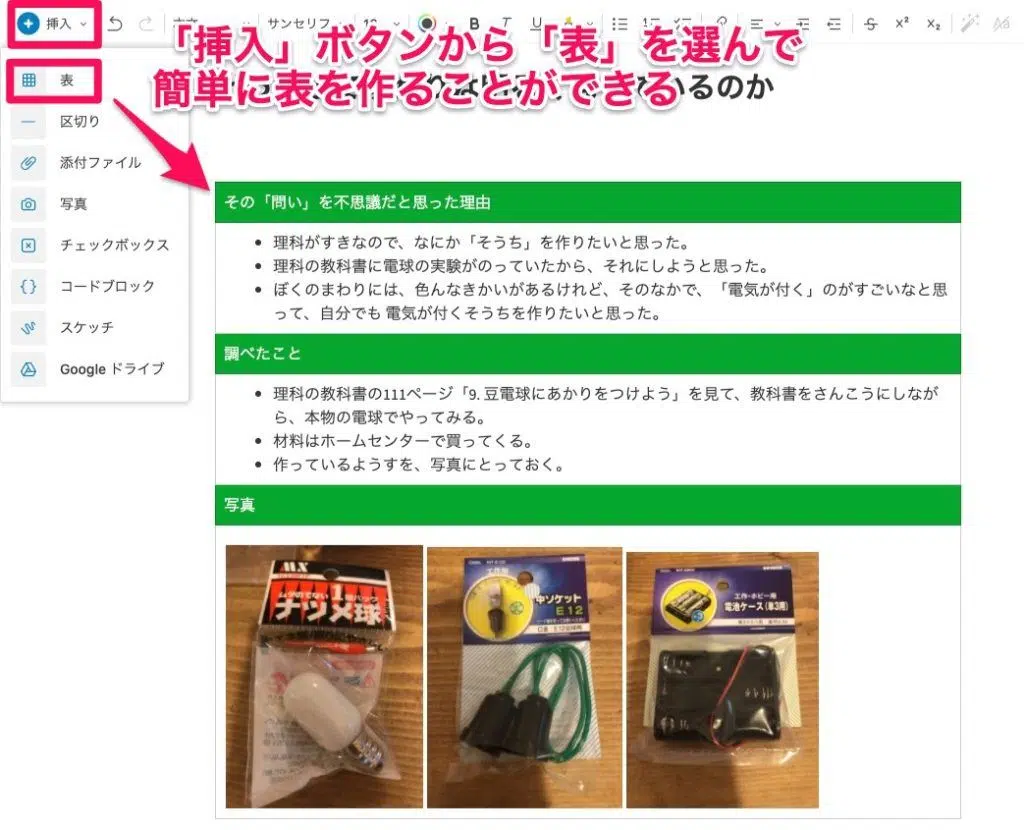 挿入
サンセリフ
B
「挿入」ボタンから「表」を選んで
簡単に表を作ることができる
いるのか
表
区切り
添付ファイル
写真
チェックボックス
コードブロック
スケッチ
Google ドライブ
その「問い」を不思議だと思った理由
理科がすきなので、なにか「そうち」を作りたいと思った。
理科の教科書に電球の実験がのっていたから、それにしようと思った。
ぼくのまわりには、色んなきかいがあるけれど、そのなかで、「電気が付く」のがすごいなと思
って、自分でも 電気が付くそうちを作りたいと思った。
調べたこと
理科の教科書の111ページ「9. 豆電球にあかりをつけよう」を見て、教科書をさんこうにしなが
ら、本物の電球でやってみる。
材料はホームセンターで買ってくる。
作っているようすを、写真にとっておく。
写真
ナツメ球
中ソケット
E12
工作・ホビー用
電池ケース(単3用)